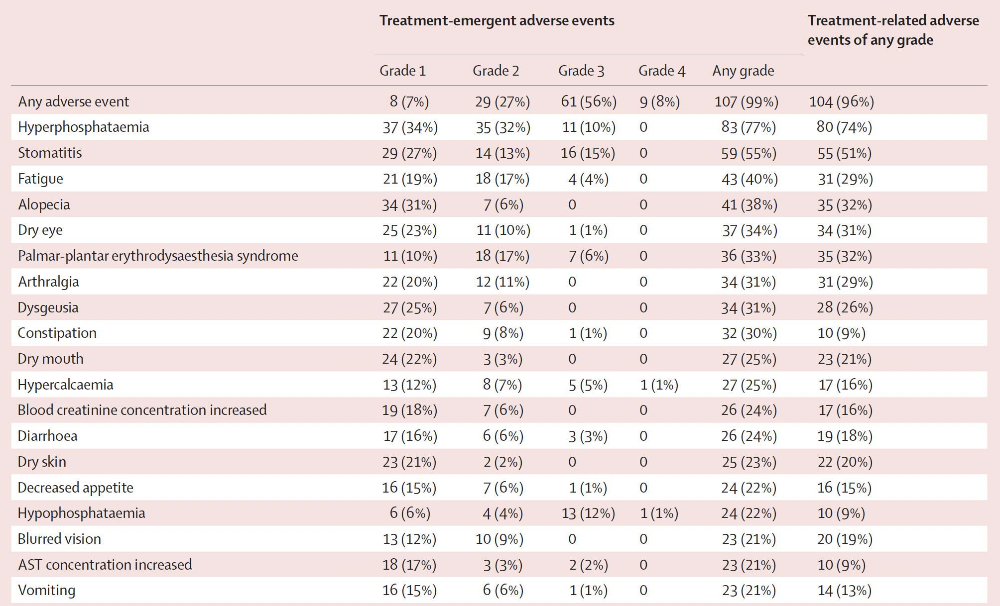 Treatment-emergent adverse events Treatment-related adverse
events of any grade
Grade 1 Grade 2 Grade 3 Grade 4 Any grade
Any adverse event 8 (7%) 29 (27%) 61 (56%) 9 (8%) 107 (99%) 104 (96%)
Hyperphosphataemia 37 (34%) 35 (32%) 11 (10%) 0 83 (77%) 80 (74%)
Stomatitis 29 (27%) 14 (13%) 16 (15%) 0 59 (55%) 55 (51%)
Fatigue 21 (19%) 18 (17%) 4 (4%) 0 43 (40%) 31 (29%)
Alopecia 34 (31%) 7 (6%) 0 0 41 (38%) 35 (32%)
Dry eye 25 (23%) 11 (10%) 1 (1%) 0 37 (34%) 34 (31%)
Palmar-plantar erythrodysaesthesia syndrome 11 (10%) 18 (17%) 7 (6%) 0 36 (33%) 35 (32%)
Arthralgia 22 (20%) 12 (11%) 0 0 34 (31%) 31 (29%)
Dysgeusia 27 (25%) 7 (6%) 0 0 34 (31%) 28 (26%)
Constipation 22 (20%) 9 (8%) 1 (1%) 0 32 (30%) 10 (9%)
Dry mouth 24 (22%) 3 (3%) 0 0 27 (25%) 23 (21%)
Hypercalcaemia 13 (12%) 8 (7%) 5 (5%) 1 (1%) 27 (25%) 17 (16%)
Blood creatinine concentration increased 19 (18%) 7 (6%) 0 0 26 (24%) 17 (16%)
Diarrhoea 17 (16%) 6 (6%) 3 (3%) 0 26 (24%) 19 (18%)
Dry skin 23 (21%) 2 (2%) 0 0 25 (23%) 22 (20%)
Decreased appetite 16 (15%) 7 (6%) 1 (1%) 0 24 (22%) 16 (15%)
Hypophosphataemia 6 (6%) 4 (4%) 13 (12%) 1 (1%) 24 (22%) 10 (9%)
Blurred vision 13 (12%) 10 (9%) 0 0 23 (21%) 20 (19%)
AST concentration increased 18 (17%) 3 (3%) 2 (2%) 0 23 (21%) 10 (9%)
Vomiting 16 (15%) 6 (6%) 1 (1%) 0 23 (21%) 14 (13%)